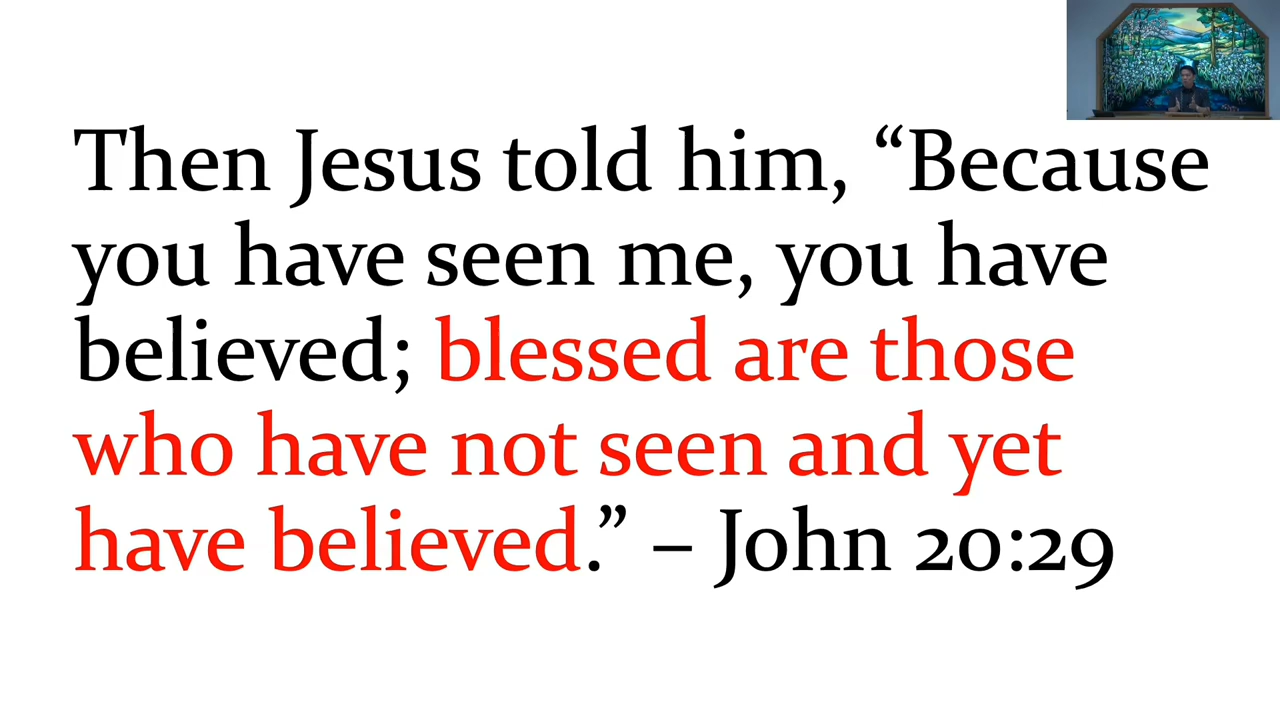 Then Jesus told him, “Because
you have seen me, you have
believed; blessed are those
who have not seen and yet
have believed.” – John 20:29